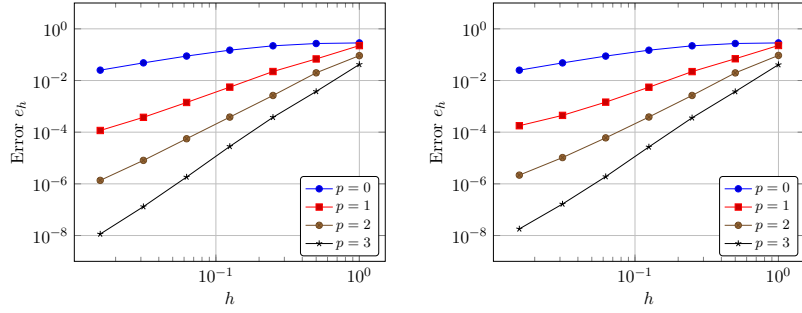 10^0
10^-2
10^-4
10^-6
10^-8
Error e_h
10^-1
10^0
h
p = 0
p = 1
p = 2
p = 3
10^0
10^-2
10^-4
10^-6
10^-8
Error e_h
10^-1
10^0
h
p = 0
p = 1
p = 2
p = 3